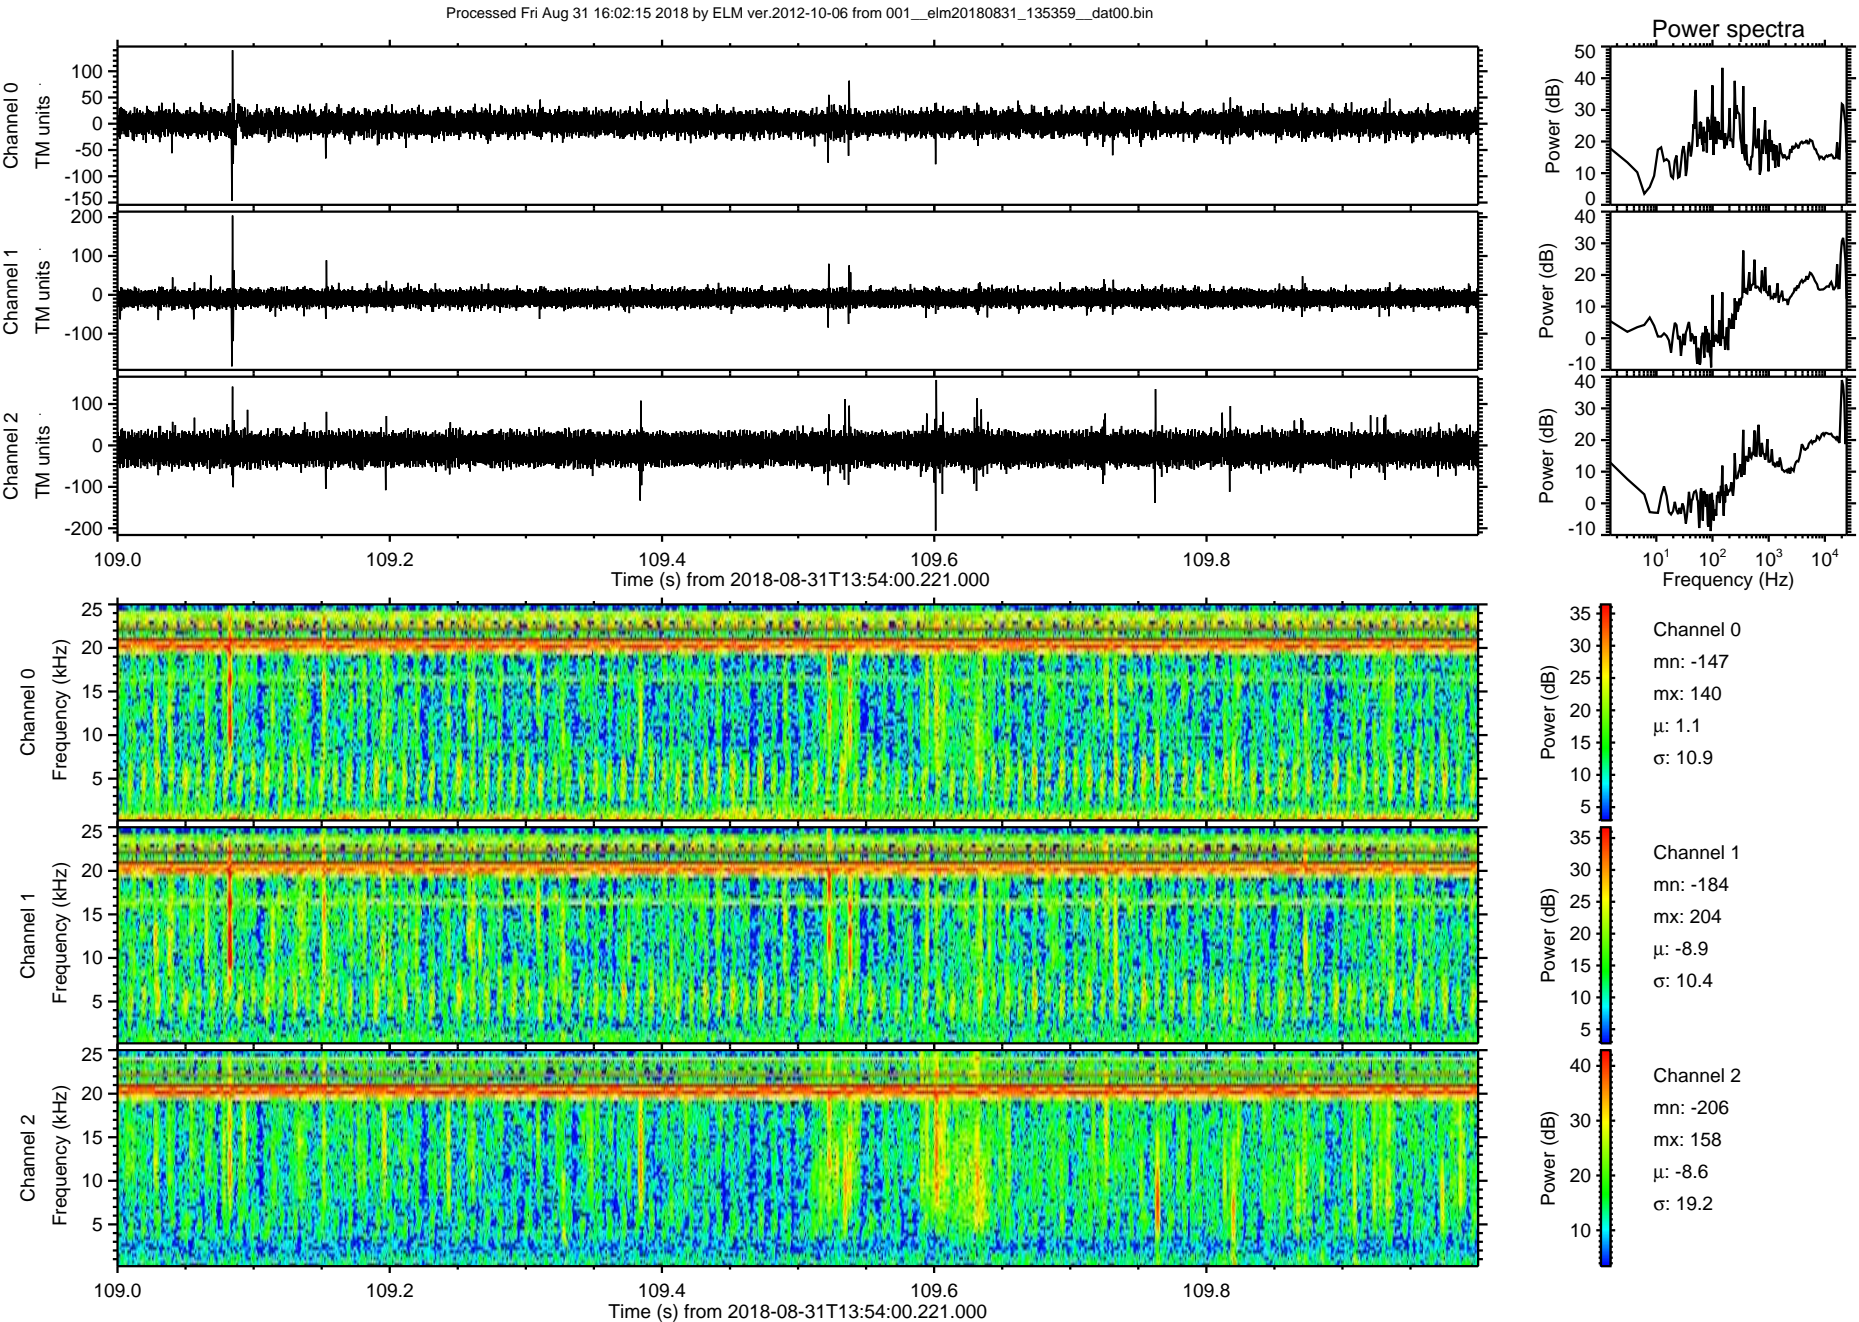 Processed Fri Aug 31 16:02:15 2018 by ELM ver.2012-10-06 from 001__elm20180831_135359__dat00.bin
Power spectra
Channel 0
TM units
100
50
0
-50
-100
-150
Power (dB)
50
40
30
20
10
0
Channel 1
TM units
200
100
0
-100
Power (dB)
40
30
20
10
0
-10
Channel 2
TM units
100
0
-100
-200
Power (dB)
40
30
20
10
0
-10
109.0 109.2 109.4 109.6 109.8
Time (s) from 2018-08-31T13:54:00.221.000
10^1 10^2 10^3 10^4
Frequency (Hz)
Channel 0
Frequency (kHz)
25
20
15
10
5
Power (dB)
35
30
25
20
15
10
5
Channel 0
mn: -147
mx: 140
μ: 1.1
σ: 10.9
Channel 1
Frequency (kHz)
25
20
15
10
5
Power (dB)
35
30
25
20
15
10
5
Channel 1
mn: -184
mx: 204
μ: -8.9
σ: 10.4
Channel 2
Frequency (kHz)
25
20
15
10
5
Power (dB)
40
30
20
10
Channel 2
mn: -206
mx: 158
μ: -8.6
σ: 19.2
109.0 109.2 109.4 109.6 109.8
Time (s) from 2018-08-31T13:54:00.221.000